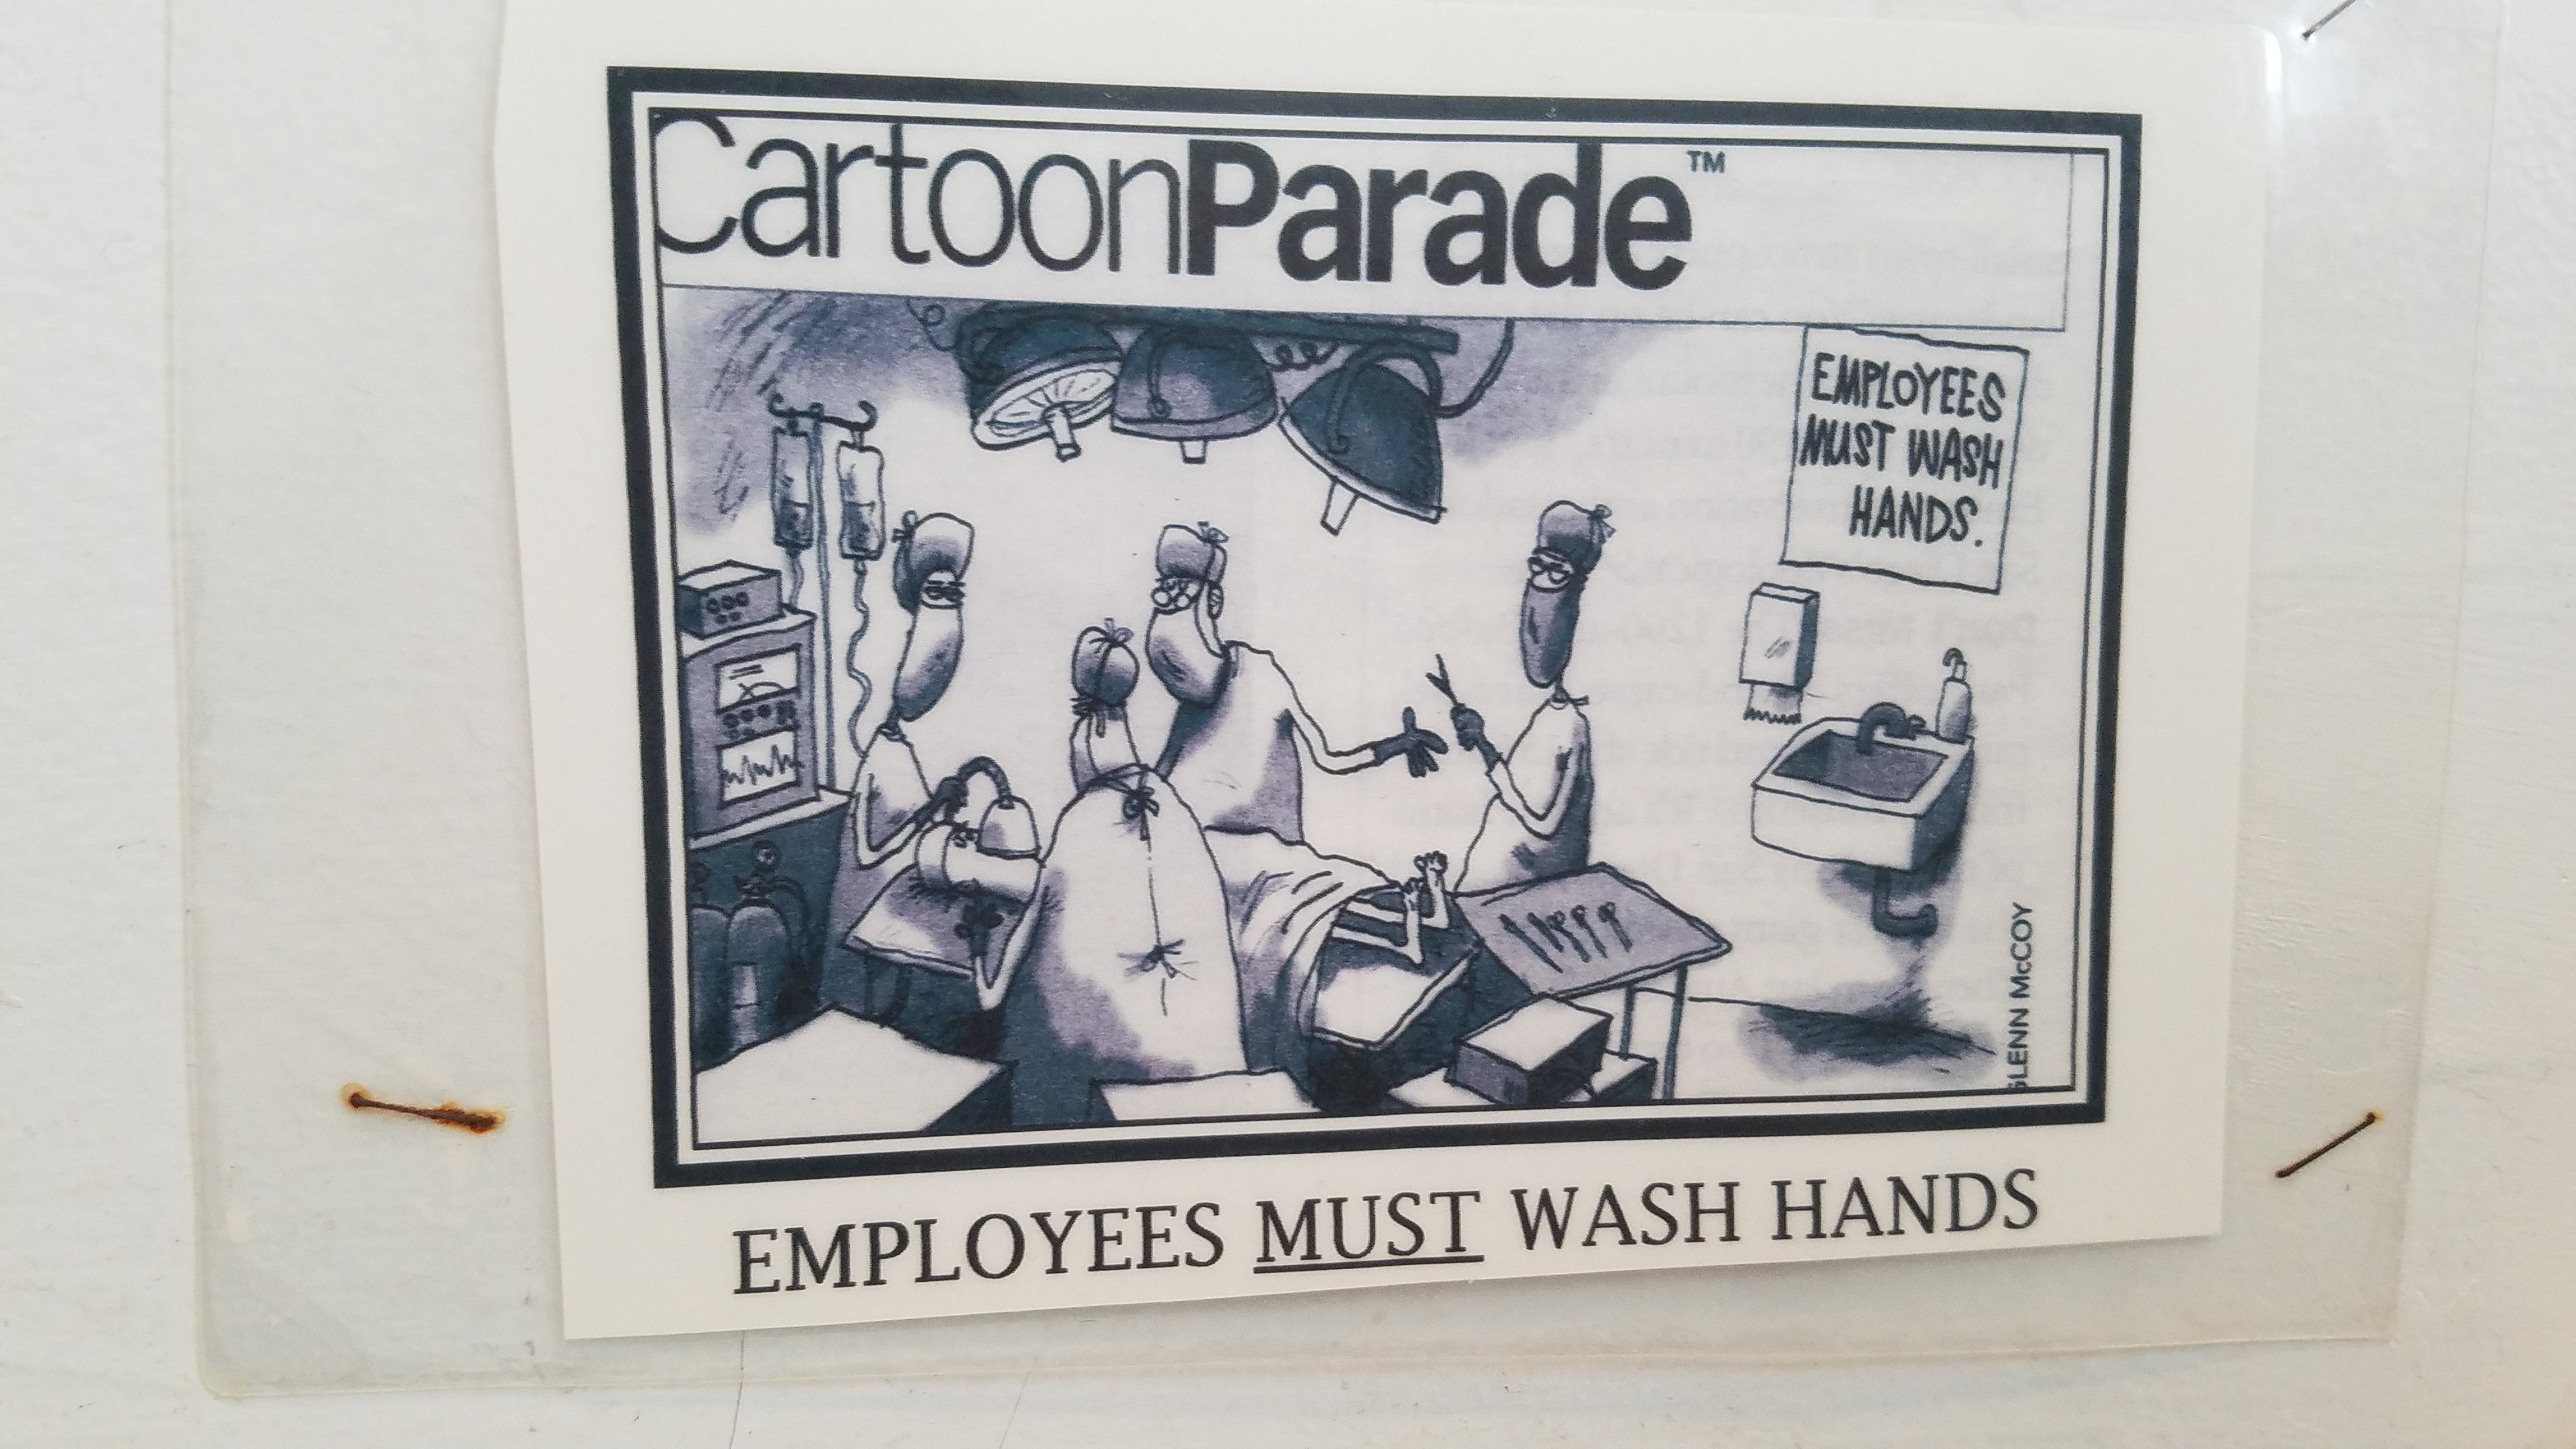 CartoonParade™
EMPLOYEES
MUST WASH
HANDS.
GLENN McCOY
EMPLOYEES MUST WASH HANDS